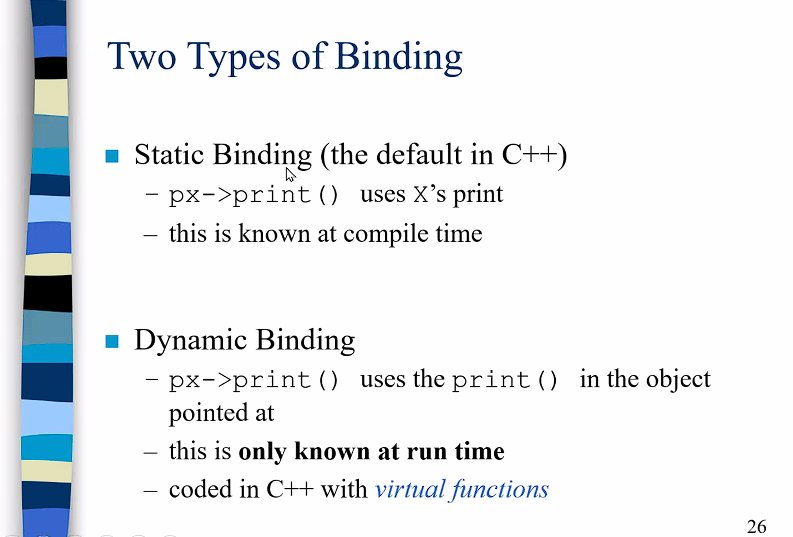 Two Types of Binding
■ Static Binding (the default in C++)
– px->print() uses X’s print
– this is known at compile time
■ Dynamic Binding
– px->print() uses the print() in the object
pointed at
– this is only known at run time
– coded in C++ with virtual functions
26